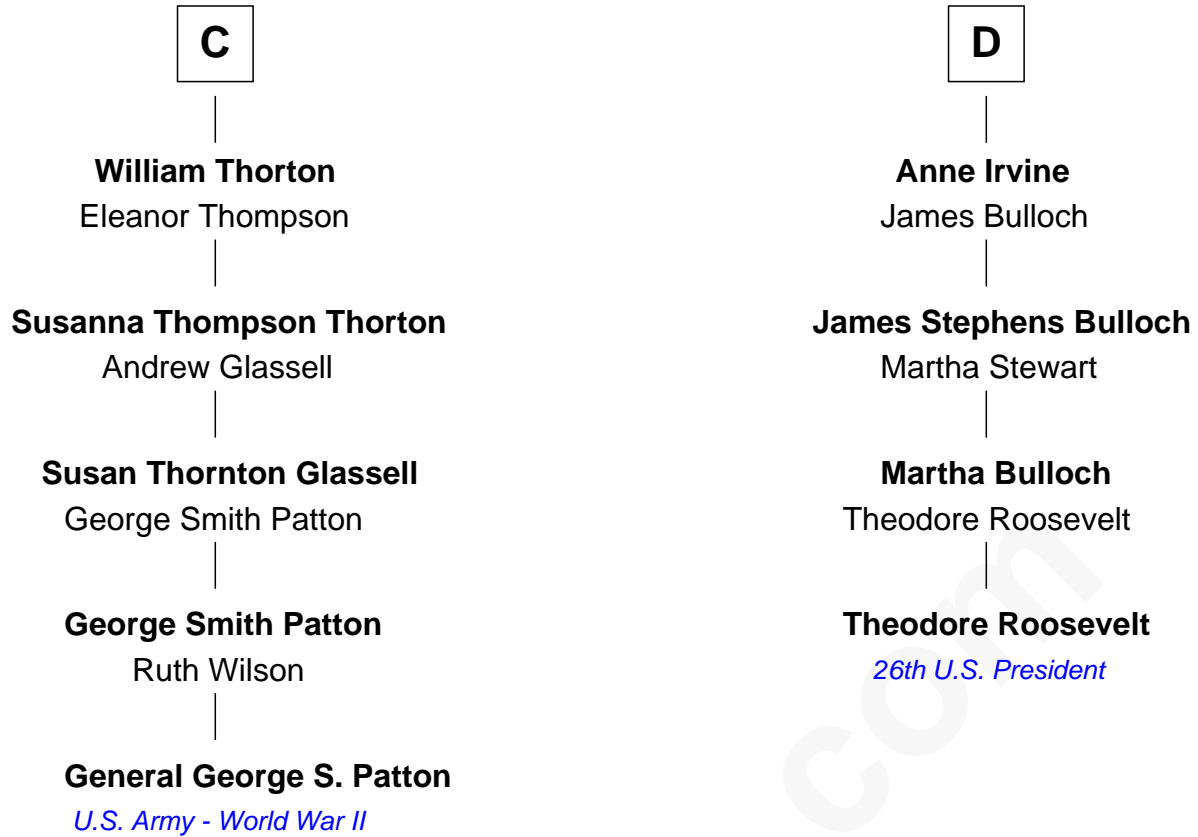 C
William Thorton
Eleanor Thompson
Susanna Thompson Thorton
Andrew Glassell
Susan Thornton Glassell
George Smith Patton
George Smith Patton
Ruth Wilson
General George S. Patton
U.S. Army - World War II
D
Anne Irvine
James Bulloch
James Stephens Bulloch
Martha Stewart
Martha Bulloch
Theodore Roosevelt
Theodore Roosevelt
26th U.S. President
com